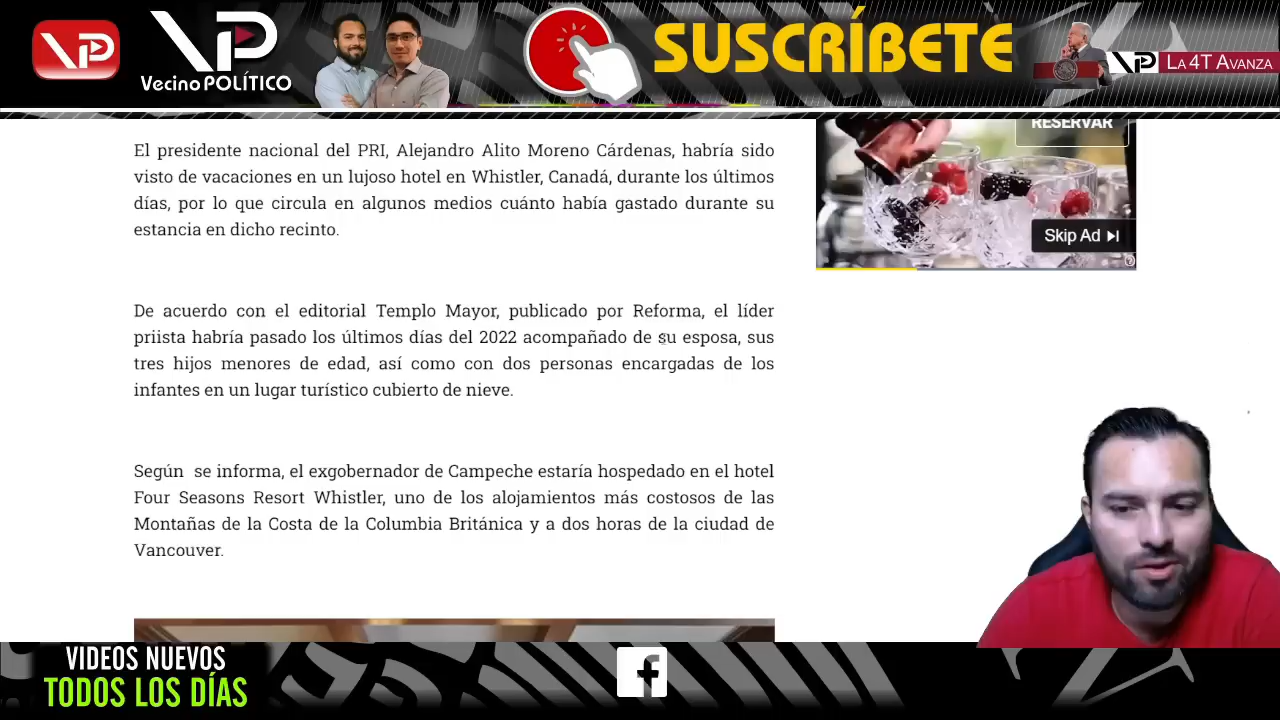 VP
VP
Vecino POLÍTICO
SUSCRÍBETE
VP LA 4T AVANZA
RESERVAR
Skip Ad
El presidente nacional del PRI, Alejandro Alito Moreno Cárdenas, habría sido
visto de vacaciones en un lujoso hotel en Whistler, Canadá, durante los últimos
días, por lo que circula en algunos medios cuánto había gastado durante su
estancia en dicho recinto.
De acuerdo con el editorial Templo Mayor, publicado por Reforma, el líder
priista habría pasado los últimos días del 2022 acompañado de su esposa, sus
tres hijos menores de edad, así como con dos personas encargadas de los
infantes en un lugar turístico cubierto de nieve.
Según se informa, el exgobernador de Campeche estaría hospedado en el hotel
Four Seasons Resort Whistler, uno de los alojamientos más costosos de las
Montañas de la Costa de la Columbia Británica y a dos horas de la ciudad de
Vancouver.
VIDEOS NUEVOS
TODOS LOS DÍAS